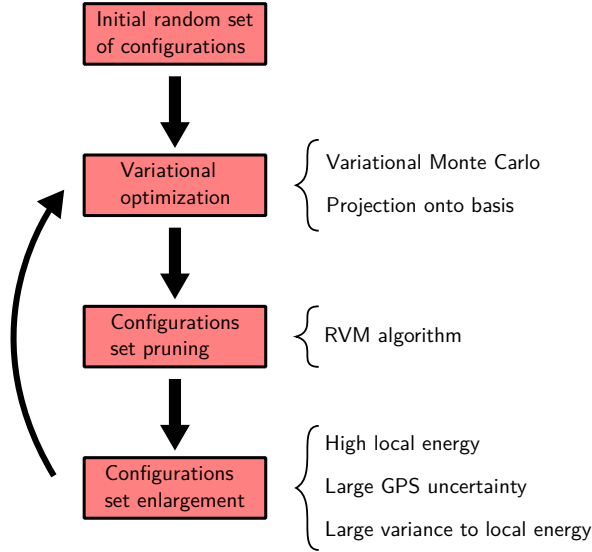 Initial random set
of configurations
Variational
optimization
Variational Monte Carlo
Projection onto basis
Configurations
set pruning
RVM algorithm
Configurations
set enlargement
High local energy
Large GPS uncertainty
Large variance to local energy